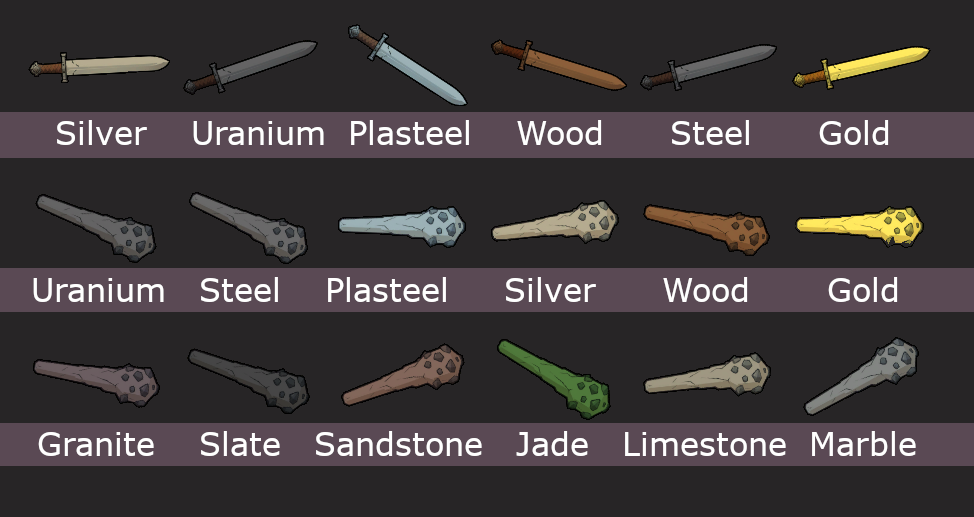 Silver Uranium Plasteel Wood Steel Gold
Uranium Steel Plasteel Silver Wood Gold
Granite Slate Sandstone Jade Limestone Marble